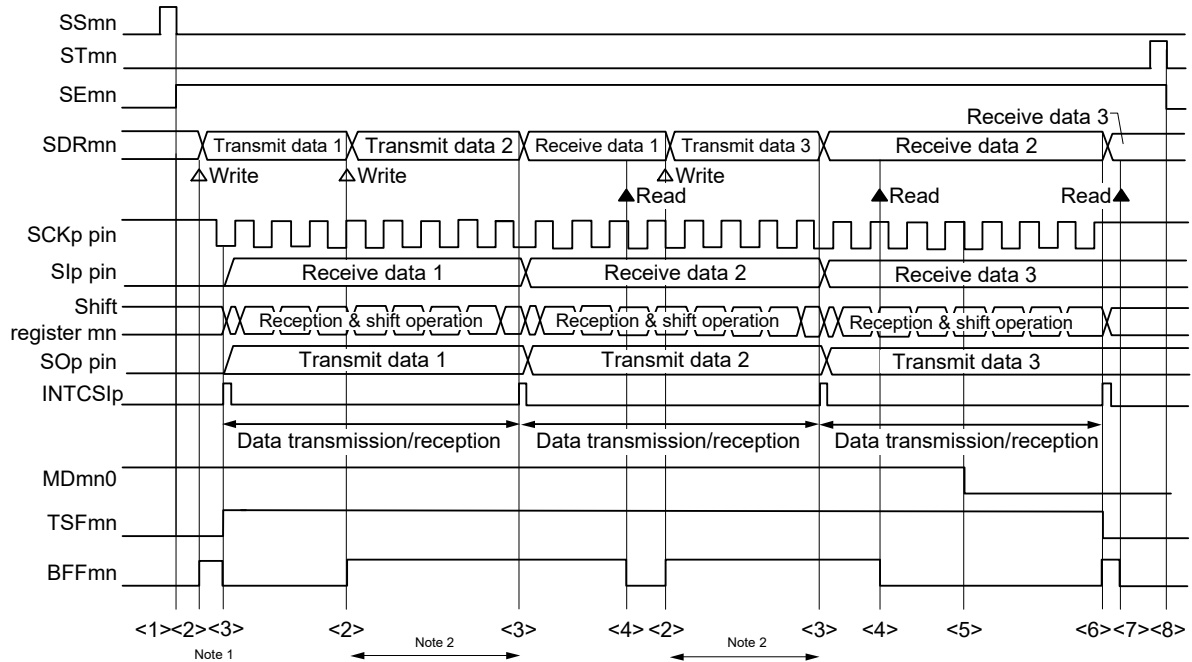 SSmn
STmn
SEmn
Receive data 3
SDRmn Transmit data 1 Transmit data 2 Receive data 1 Transmit data 3 Receive data 2
Write Write Write
Read Read Read
SCKp pin
SIp pin Receive data 1 Receive data 2 Receive data 3
Shift
register mn Reception & shift operation Reception & shift operation Reception & shift operation
SOp pin Transmit data 1 Transmit data 2 Transmit data 3
INTCSIp
Data transmission/reception Data transmission/reception Data transmission/reception
MDmn0
TSFmn
BFFmn
<1> <2> <3> <2> <3> <4> <2> <3> <4> <5> <6> <7> <8>
Note 1 Note 2 Note 2